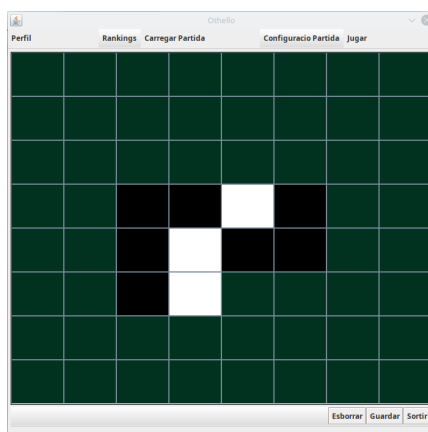 Othello
Perfil Rankings Carregar Partida Configuracio Partida Jugar
Esborrar Guardar Sortir